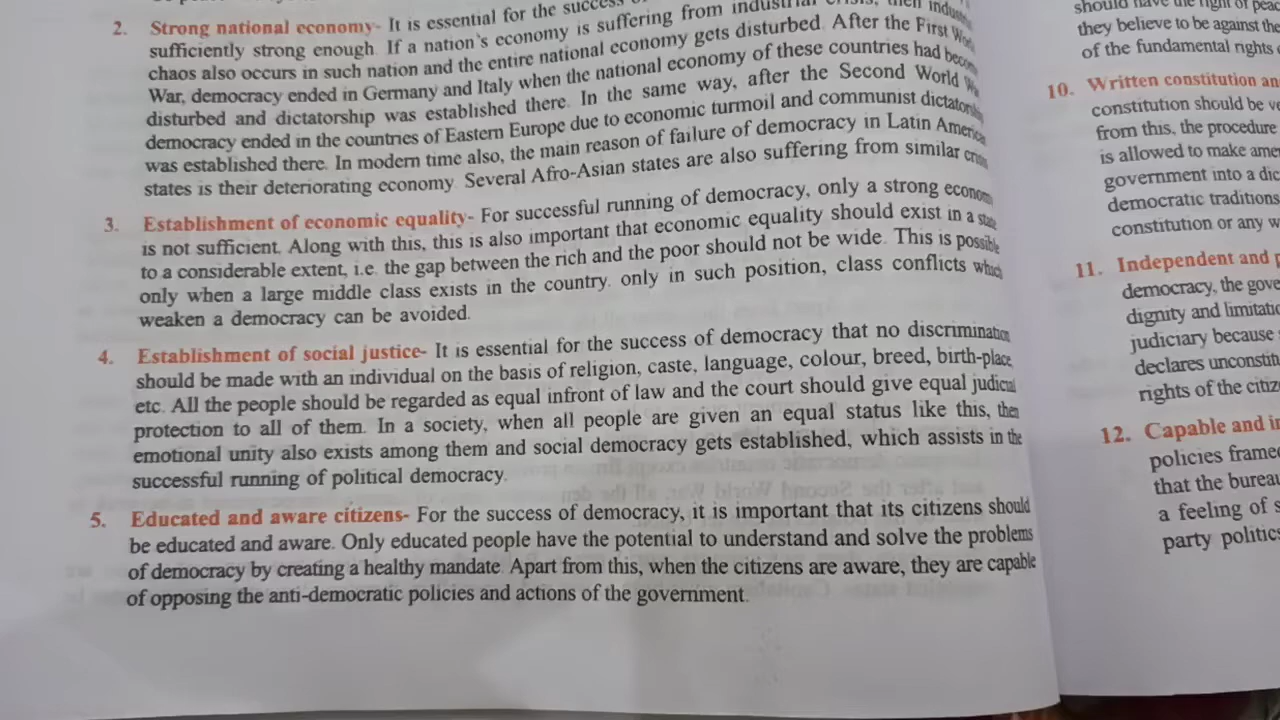 2. Strong national economy- It is essential for the success
sufficiently strong enough. If a nation's economy is suffering from industrial crisis, then
chaos also occurs in such nation and the entire national economy gets disturbed. After the First
War, democracy ended in Germany and Italy when the national economy of these countries had
disturbed and dictatorship was established there. In the same way, after the Second World
democracy ended in the countries of Eastern Europe due to economic turmoil and communist
was established there. In modern time also, the main reason of failure of democracy in Latin America
states is their deteriorating economy. Several Afro-Asian states are also suffering from similar
3. Establishment of economic equality- For successful running of democracy, only a strong
is not sufficient. Along with this, this is also important that economic equality should exist in a state
to a considerable extent, i.e. the gap between the rich and the poor should not be wide. This is possible
only when a large middle class exists in the country. only in such position, class conflicts which
weaken a democracy can be avoided.
4. Establishment of social justice- It is essential for the success of democracy that no discrimination
should be made with an individual on the basis of religion, caste, language, colour, breed, birth-place,
etc. All the people should be regarded as equal infront of law and the court should give equal judicial
protection to all of them. In a society, when all people are given an equal status like this, then
emotional unity also exists among them and social democracy gets established, which assists in the
successful running of political democracy.
5. Educated and aware citizens- For the success of democracy, it is important that its citizens should
be educated and aware. Only educated people have the potential to understand and solve the problems
of democracy by creating a healthy mandate. Apart from this, when the citizens are aware, they are capable
of opposing the anti-democratic policies and actions of the government.
should have the right of
they believe to be against the
of the fundamental rights
10. Written constitution
constitution should be
from this, the procedure
is allowed to make
government into a
democratic traditions
constitution or any
11. Independent and
democracy, the
dignity and
judiciary because
declares
rights of the
12. Capable and
policies
that the
a feeling of
party